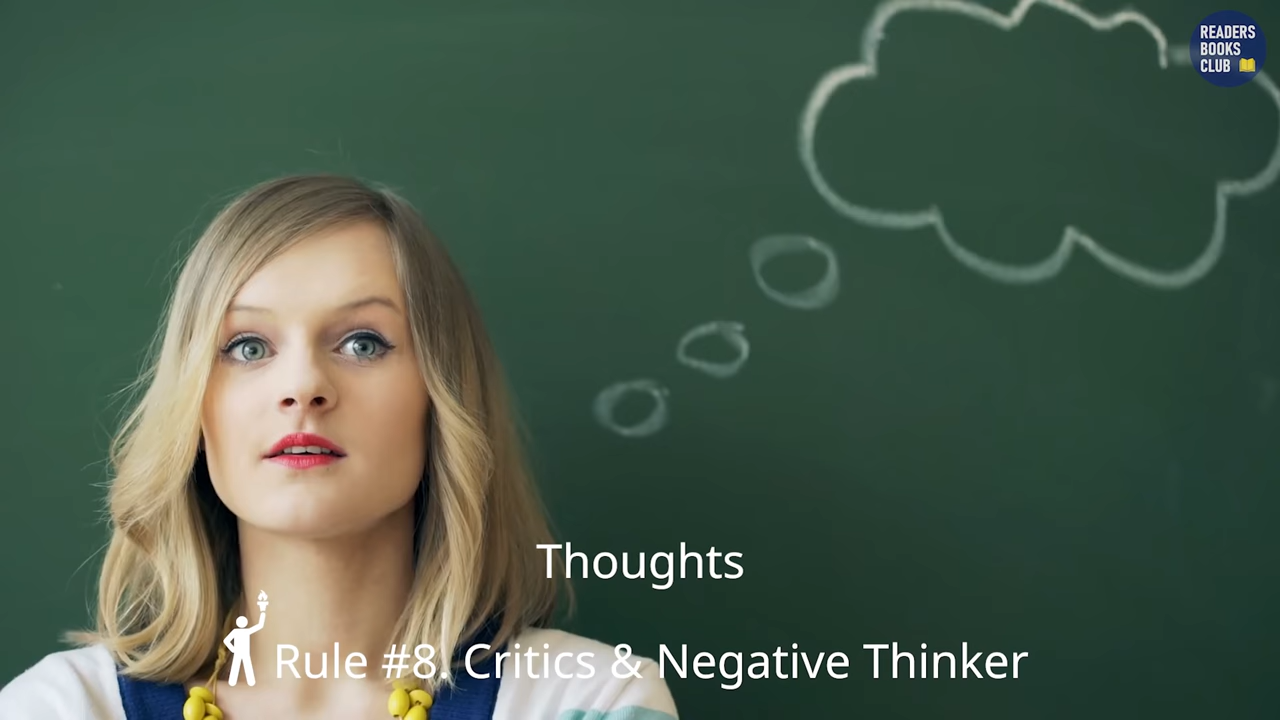 READERS
BOOKS
CLUB
Thoughts
Rule #8. Critics & Negative Thinker